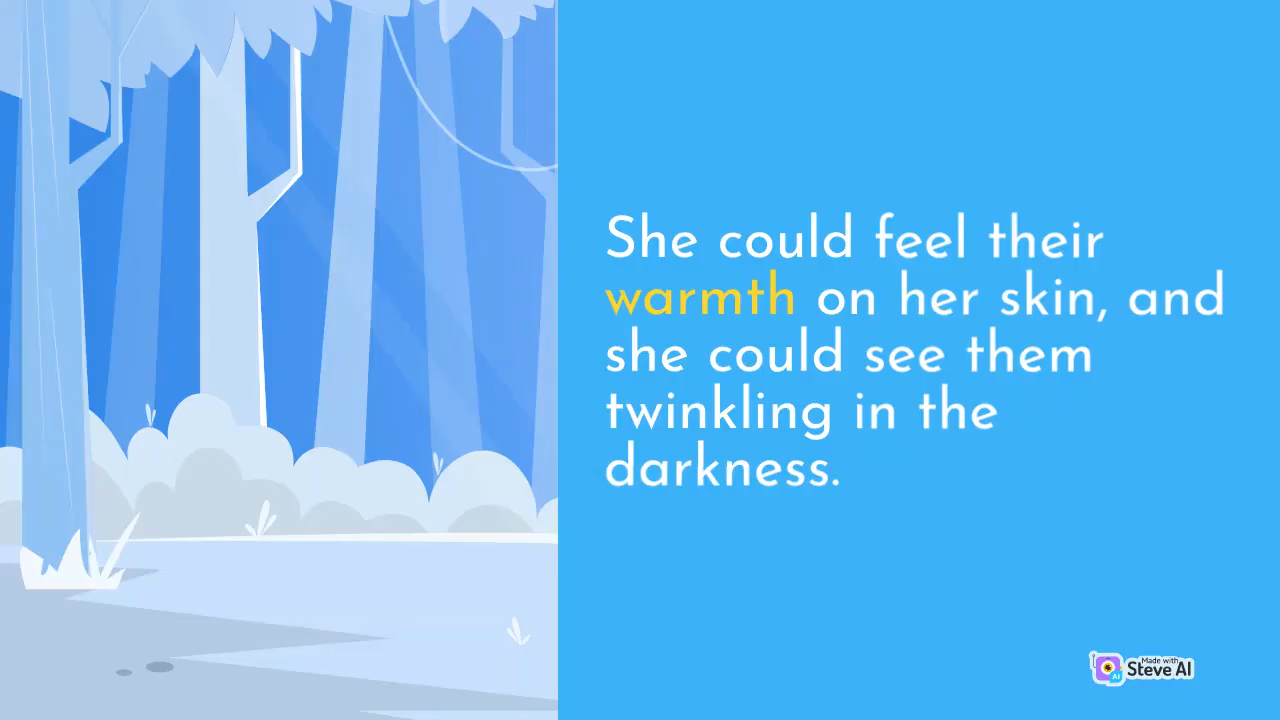 She could feel their
warmth on her skin, and
she could see them
twinkling in the
darkness.
Made with
Steve AI
AI